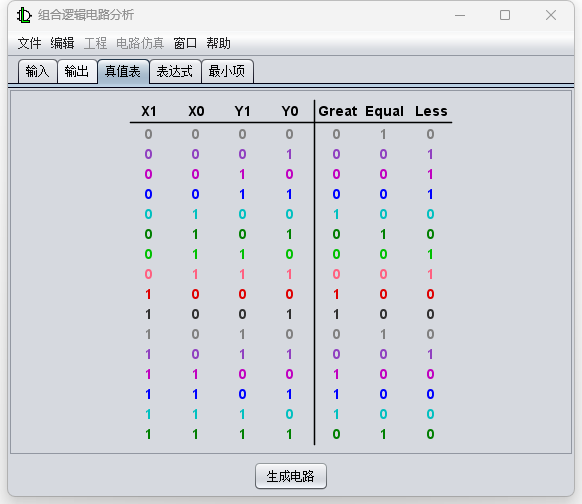 组合逻辑电路分析
文件 编辑 工程 电路仿真 窗口 帮助
输入 输出 真值表 表达式 最小项
X1 X0 Y1 Y0 Great Equal Less
0 0 0 0 0 1 0
0 0 0 1 0 0 1
0 0 1 0 0 0 1
0 0 1 1 0 0 1
0 1 0 0 1 0 0
0 1 0 1 0 1 0
0 1 1 0 0 0 1
0 1 1 1 0 0 1
1 0 0 0 1 0 0
1 0 0 1 1 0 0
1 0 1 0 0 1 0
1 0 1 1 0 0 1
1 1 0 0 1 0 0
1 1 0 1 1 0 0
1 1 1 0 1 0 0
1 1 1 1 0 1 0
生成电路